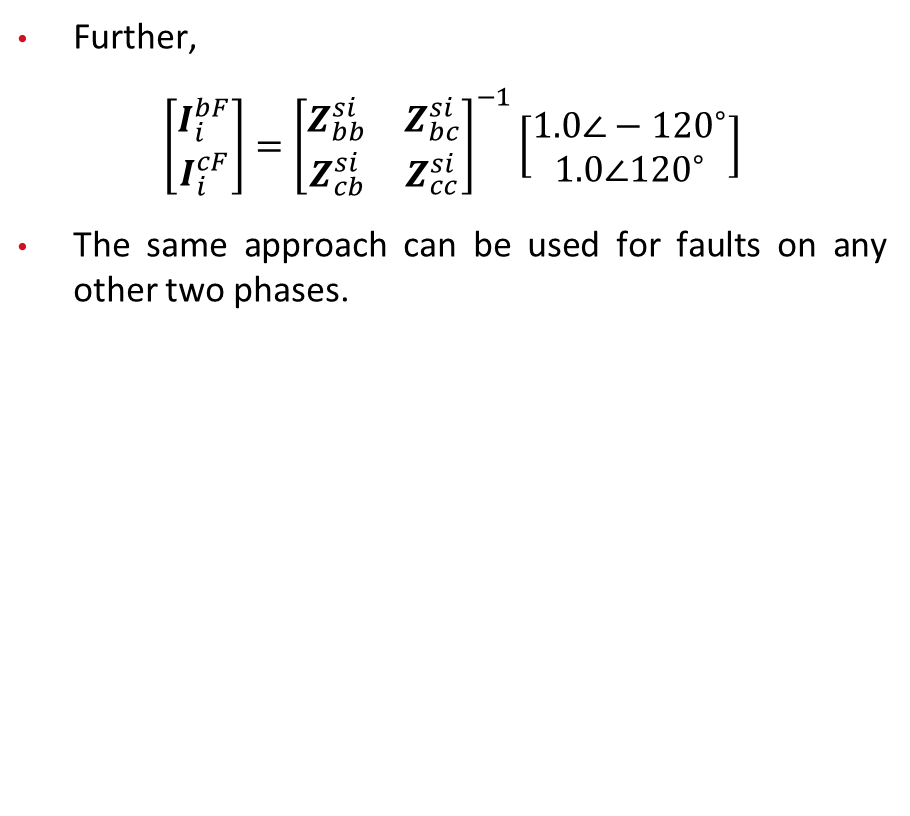 • Further,
[I_i^{bF}; I_i^{cF}] = [Z_{bb}^{si} Z_{bc}^{si}; Z_{cb}^{si} Z_{cc}^{si}]^{−1} [1.0∠ − 120°; 1.0∠120°]
• The same approach can be used for faults on any
other two phases.